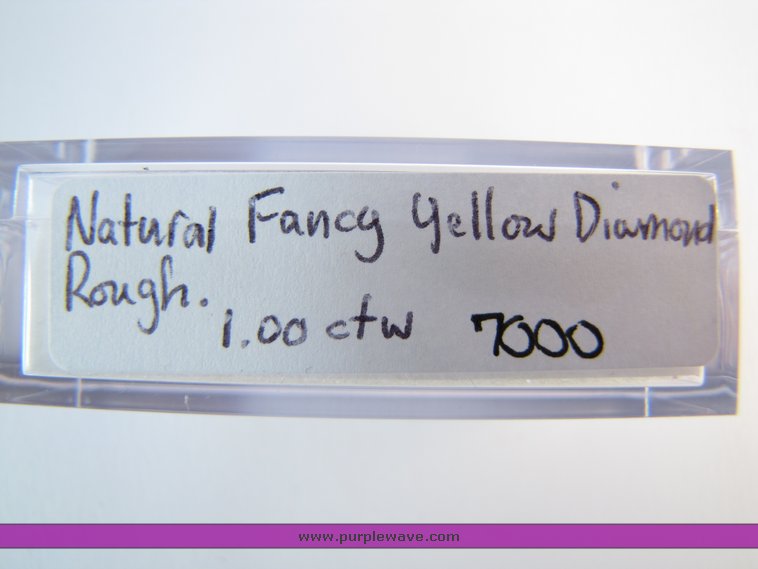 Natural Fancy Yellow Diamond
Rough.
1.00 ctw 7000
www.purplewave.com